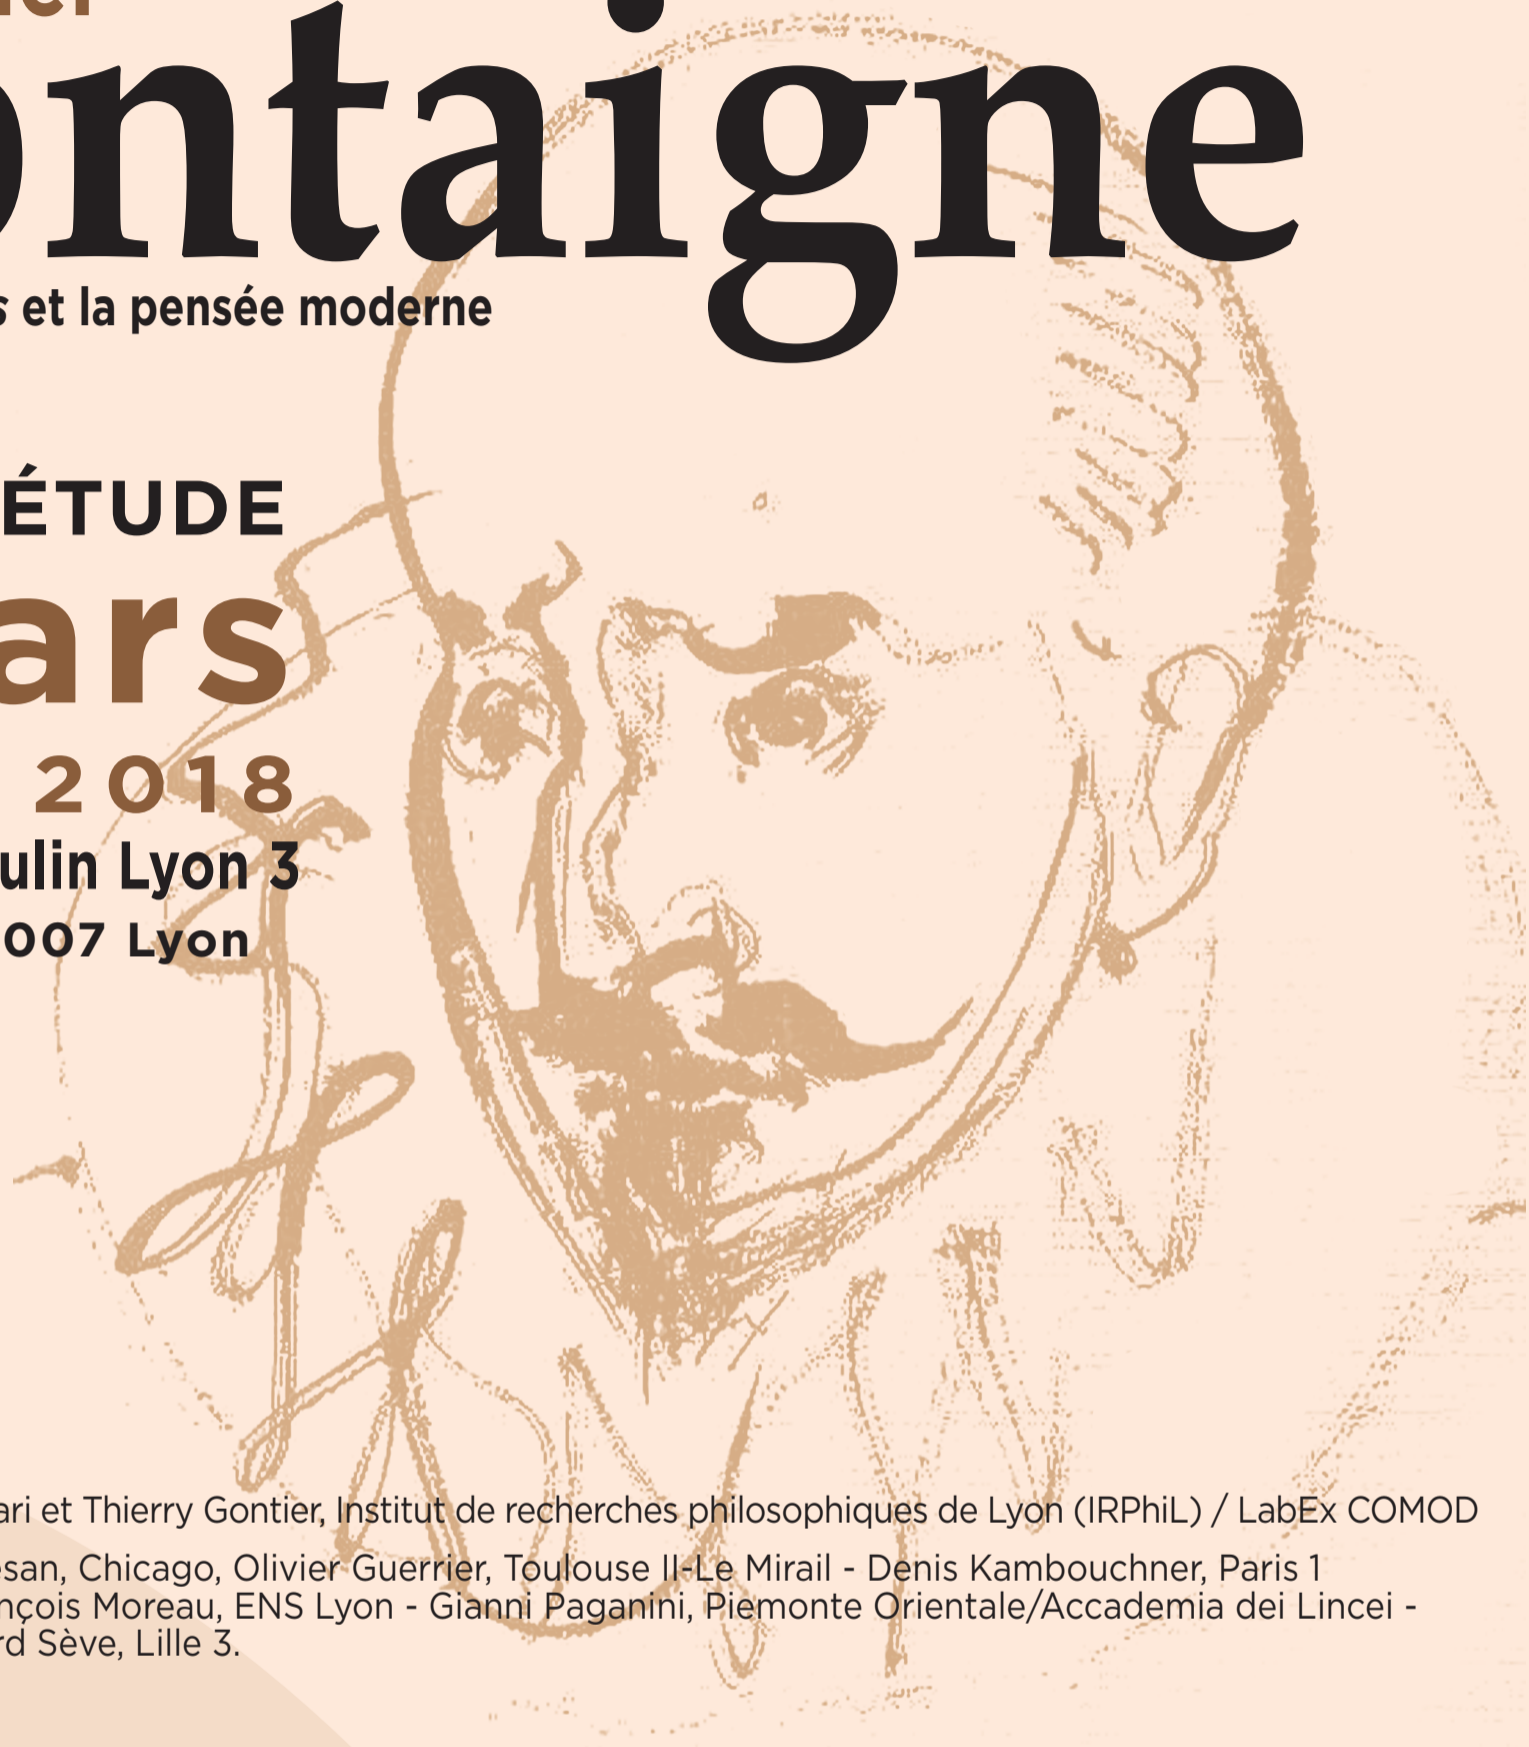 ontaigne
s et la pensée moderne
ÉTUDE
ars
2018
ulin Lyon 3
007 Lyon
ari et Thierry Gontier, Institut de recherches philosophiques de Lyon (IRPhiL) / LabEx COMOD
esan, Chicago, Olivier Guerrier, Toulouse II-Le Mirail - Denis Kambouchner, Paris 1
nçois Moreau, ENS Lyon - Gianni Paganini, Piemonte Orientale/Accademia dei Lincei -
rd Sève, Lille 3.